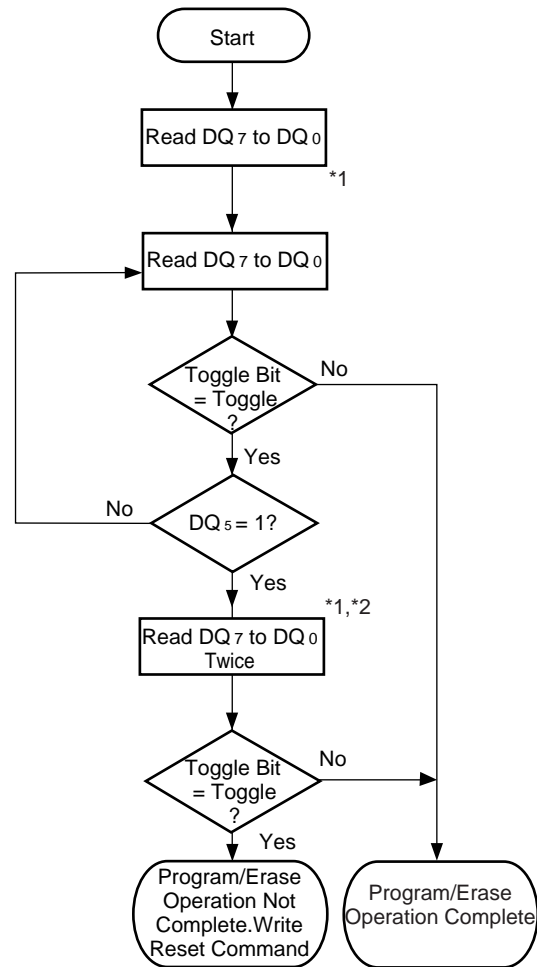 Start
Read DQ 7 to DQ 0
*1
Read DQ 7 to DQ 0
Toggle Bit
= Toggle
?
No
Yes
No
DQ 5 = 1?
Yes
*1,*2
Read DQ 7 to DQ 0
Twice
Toggle Bit
= Toggle
?
No
Yes
Program/Erase
Operation Not
Complete.Write
Reset Command
Program/Erase
Operation Complete